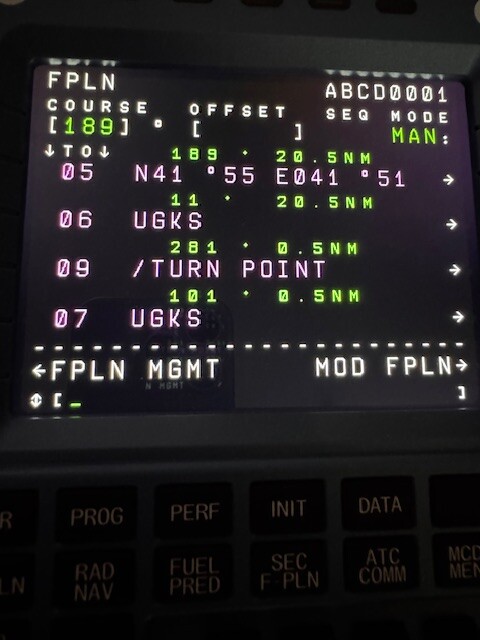 FPLN ABCD0001
COURSE OFFSET SEQ MODE
[189]° [ ] MAN:
↓TO↓ 189 · 20.5NM
05 N41 °55 E041 °51 →
11 · 20.5NM
06 UGKS →
281 · 0.5NM
09 /TURN POINT →
101 · 0.5NM
07 UGKS →
←FPLN MGMT MOD FPLN→
↕[_ ]
PROG PERF INIT DATA
RAD NAV
FUEL PRED
SEC F-PLN
ATC COMM